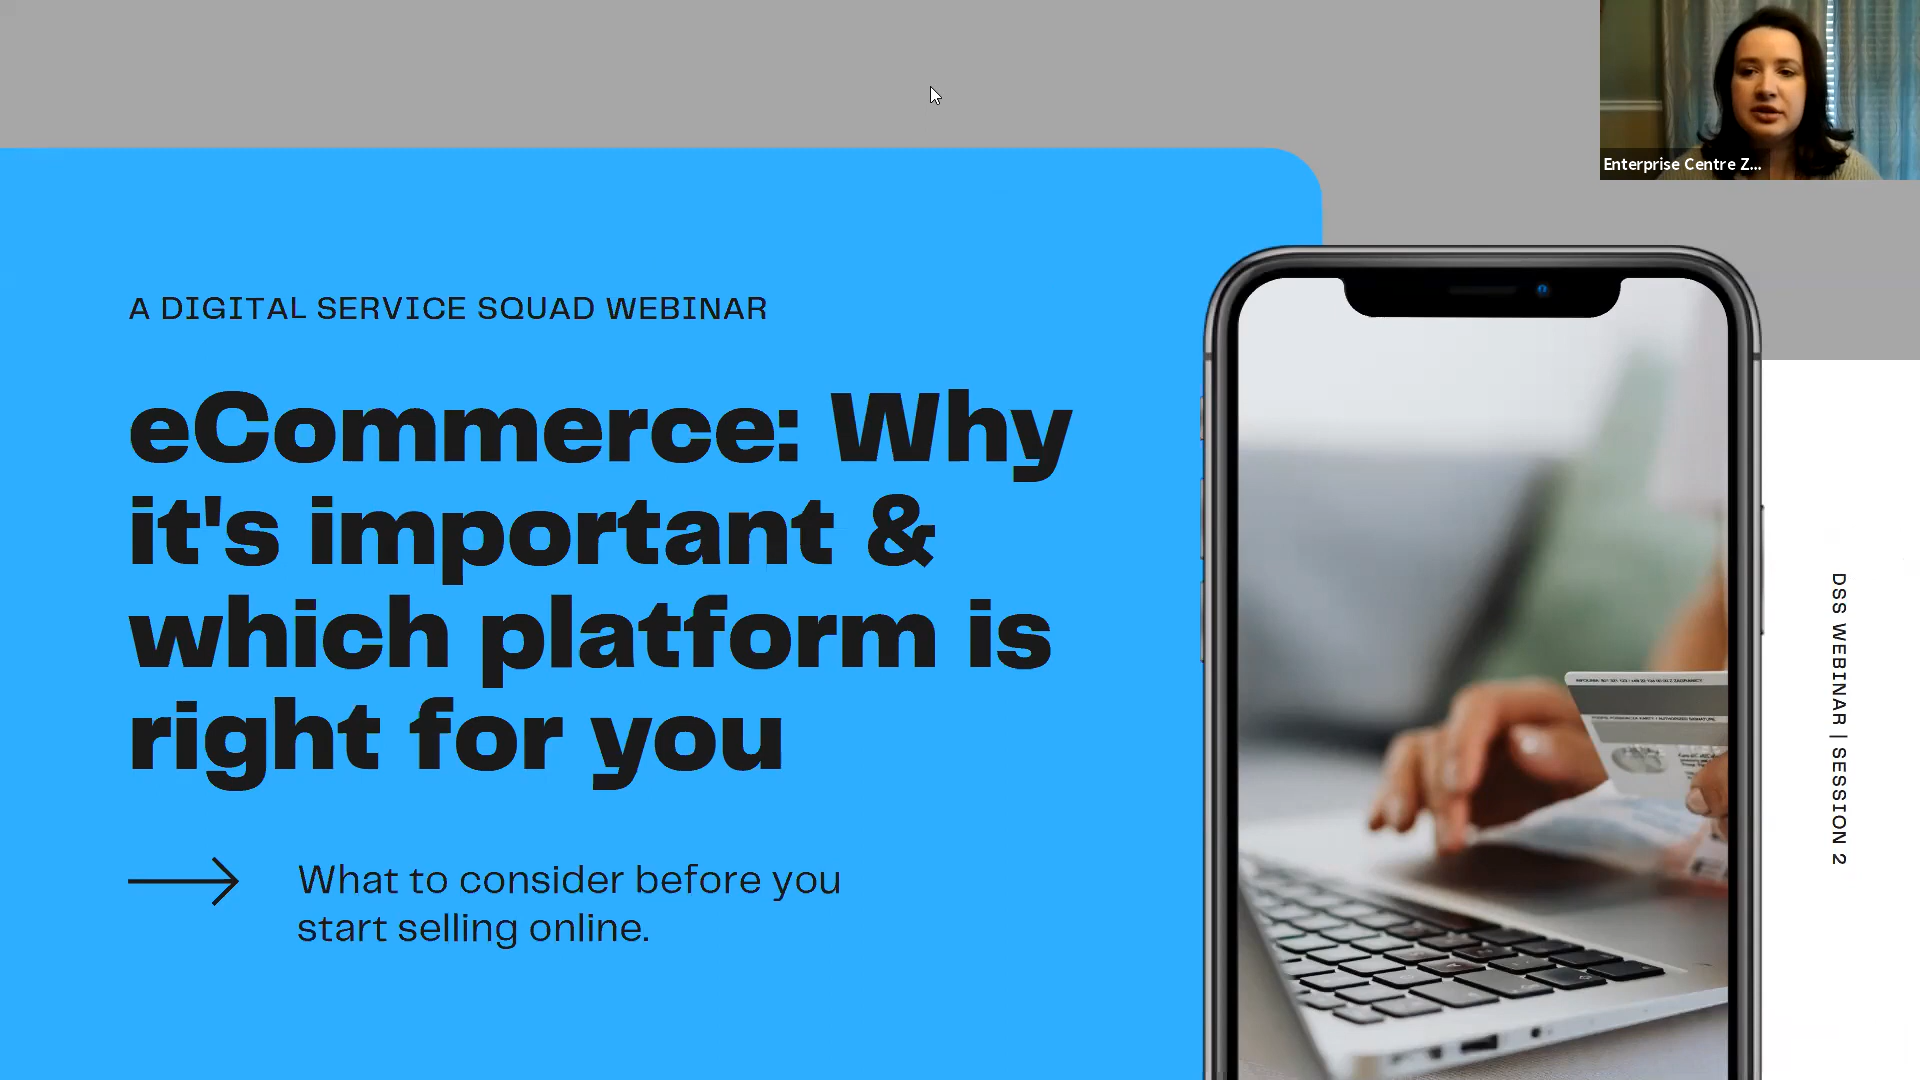 Enterprise Centre Z...
A DIGITAL SERVICE SQUAD WEBINAR
eCommerce: Why
it's important &
which platform is
right for you
What to consider before you
start selling online.
DSS WEBINAR | SESSION 2